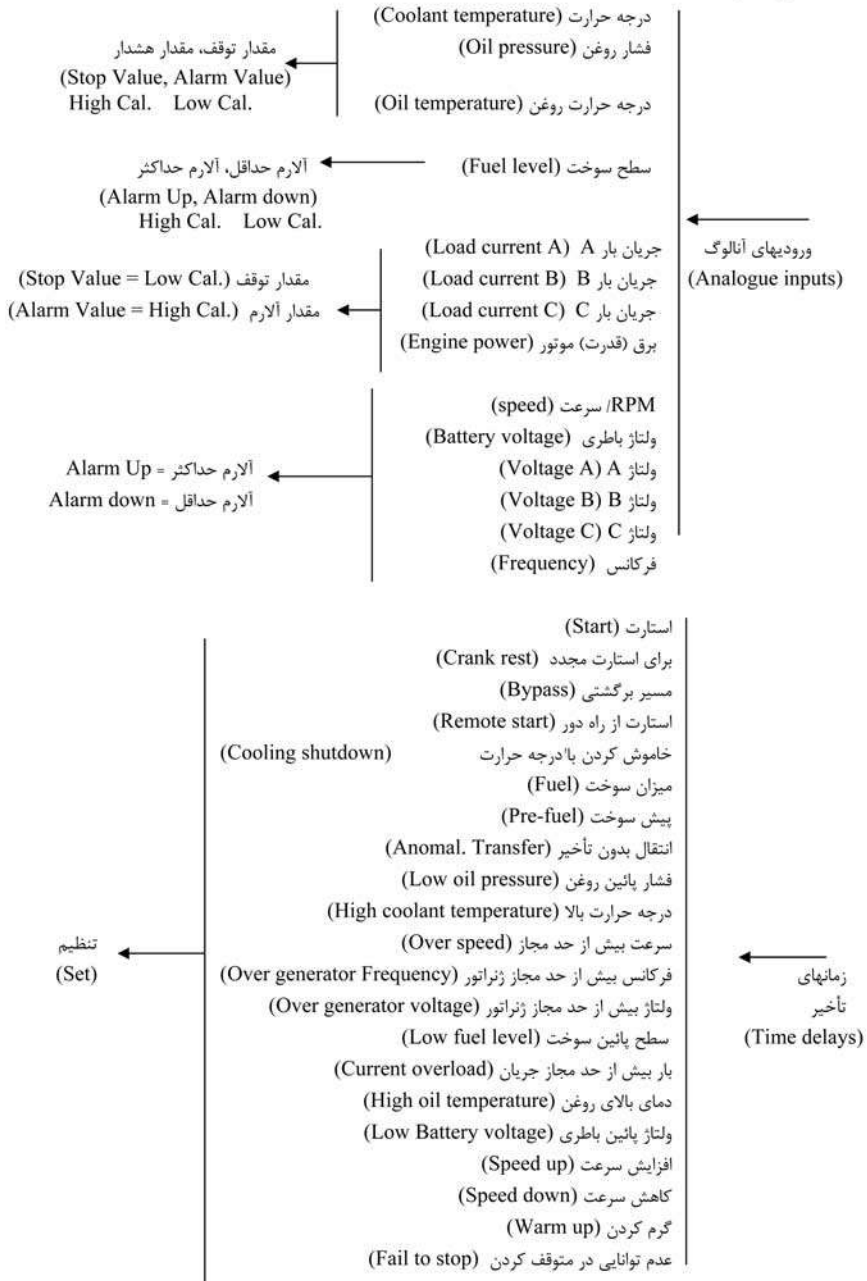 درجه حرارت (Coolant temperature)
فشار روغن (Oil pressure)
درجه حرارت روغن (Oil temperature)
مقدار توقف، مقدار هشدار
(Stop Value, Alarm Value)
High Cal. Low Cal.
سطح سوخت (Fuel level)
آلارم حداقل، آلارم حداکثر
(Alarm Up, Alarm down)
High Cal. Low Cal.
ورودیهای آنالوگ
(Analogue inputs)
جریان بار A (Load current A)
جریان بار B (Load current B)
جریان بار C (Load current C)
برق (قدرت) موتور (Engine power)
مقدار توقف (Stop Value = Low Cal.)
مقدار آلارم (Alarm Value = High Cal.)
RPM/ سرعت (speed)
ولتاژ باطری (Battery voltage)
ولتاژ A (Voltage A)
ولتاژ B (Voltage B)
ولتاژ C (Voltage C)
فرکانس (Frequency)
آلارم حداکثر = Alarm Up
آلارم حداقل = Alarm down
استارت (Start)
برای استارت مجدد (Crank rest)
مسیر برگشتی (Bypass)
استارت از راه دور (Remote start)
خاموش کردن با درجه حرارت (Cooling shutdown)
میزان سوخت (Fuel)
پیش سوخت (Pre-fuel)
انتقال بدون تأخیر (Anomal. Transfer)
فشار پائین روغن (Low oil pressure)
درجه حرارت بالا (High coolant temperature)
سرعت بیش از حد مجاز (Over speed)
فرکانس بیش از حد مجاز ژنراتور (Over generator Frequency)
ولتاژ بیش از حد مجاز ژنراتور (Over generator voltage)
سطح پائین سوخت (Low fuel level)
بار بیش از حد مجاز جریان (Current overload)
دمای بالای روغن (High oil temperature)
ولتاژ پائین باطری (Low Battery voltage)
افزایش سرعت (Speed up)
کاهش سرعت (Speed down)
گرم کردن (Warm up)
عدم توانایی در متوقف کردن (Fail to stop)
زمانهای
تأخیر
(Time delays)
تنظیم
(Set)